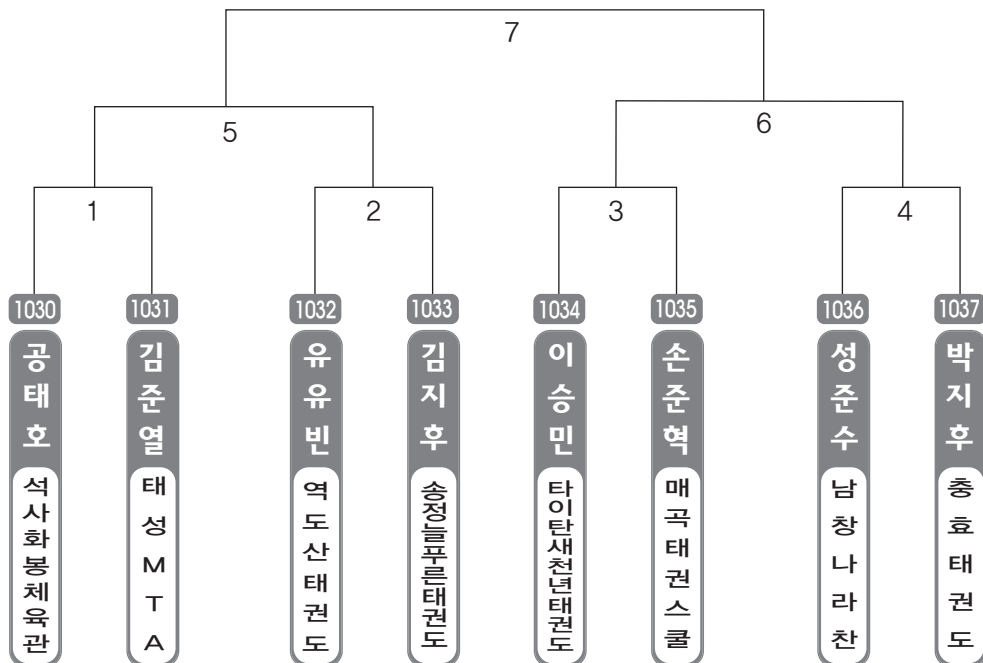 7
5
6
1
2
3
4
1030
1031
1032
1033
1034
1035
1036
1037
공태호
김준열
유유빈
김지후
이승민
손준혁
성준수
박지후
석사화봉체육관
태성MTA
역도산태권도
송정늘푸른태권도
타이탄새천년태권도
매곡태권스쿨
남창나라찬
충효태권도